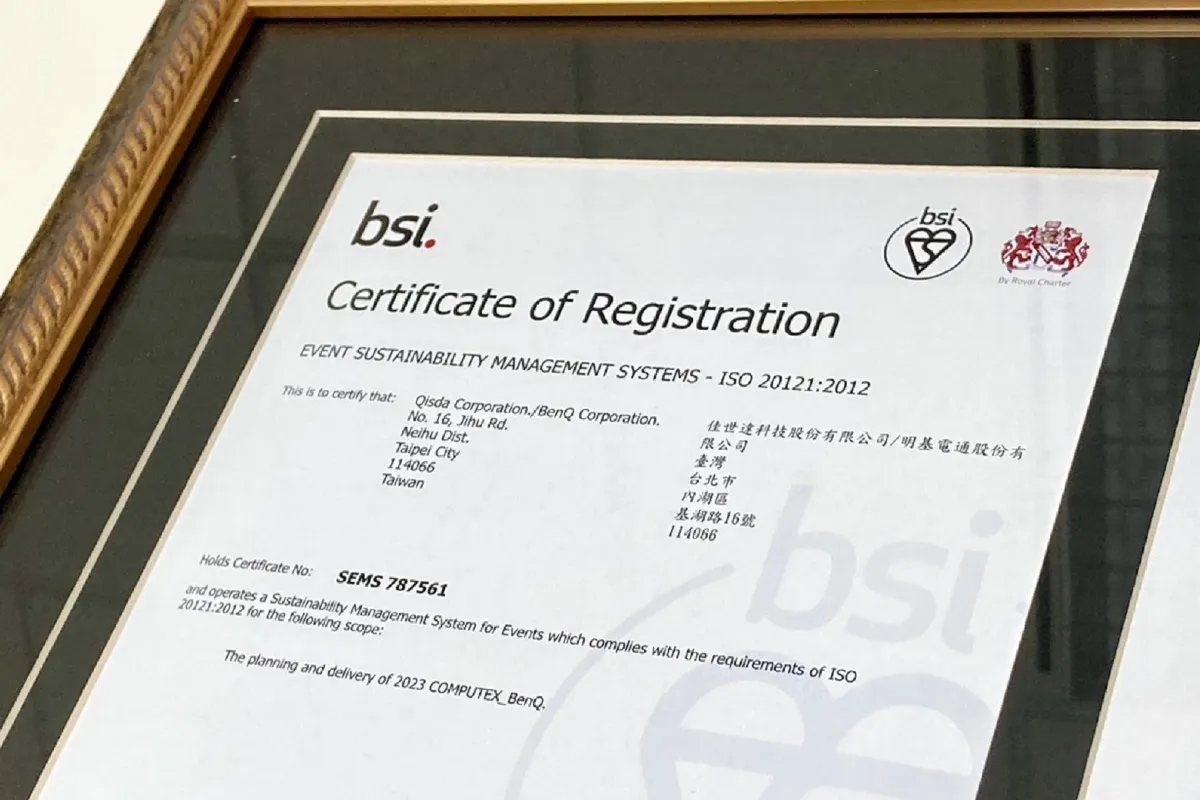 bsi.
bsi
By Royal Charter
Certificate of Registration
EVENT SUSTAINABILITY MANAGEMENT SYSTEMS - ISO 20121:2012
This is to certify that:
Qisda Corporation./BenQ Corporation.
No. 16, Jihu Rd.
Neihu Dist.
Taipei City
114066
Taiwan
佳世達科技股份有限公司/明基電通股份有
限公司
臺灣
台北市
內湖區
基湖路16號
114066
Holds Certificate No:
SEMS 787561
and operates a Sustainability Management System for Events which complies with the requirements of ISO
20121:2012 for the following scope:
The planning and delivery of 2023 COMPUTEX_BenQ.
bsi